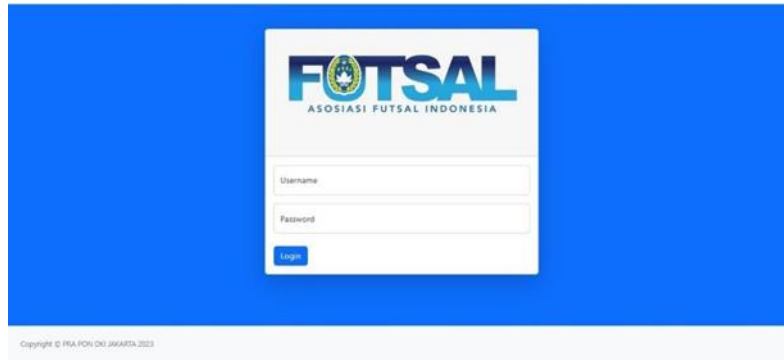 FUTSAL
ASOSIASI FUTSAL INDONESIA
Username
Password
Login
Copyright © PRA PON DKI JAKARTA 2023